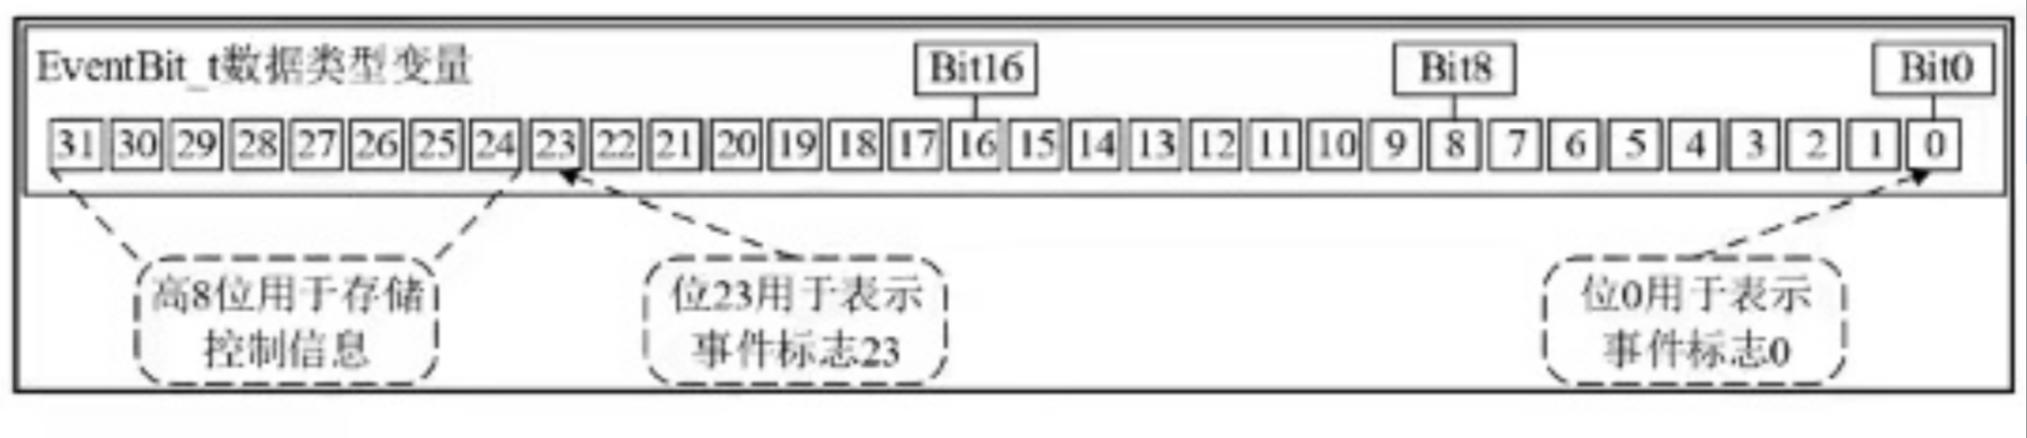 EventBit_t数据类型变量 Bit16 Bit8 Bit0
31 30 29 28 27 26 25 24 23 22 21 20 19 18 17 16 15 14 13 12 11 10 9 8 7 6 5 4 3 2 1 0
高8位用于存储
控制信息
位23用于表示
事件标志23
位0用于表示
事件标志0